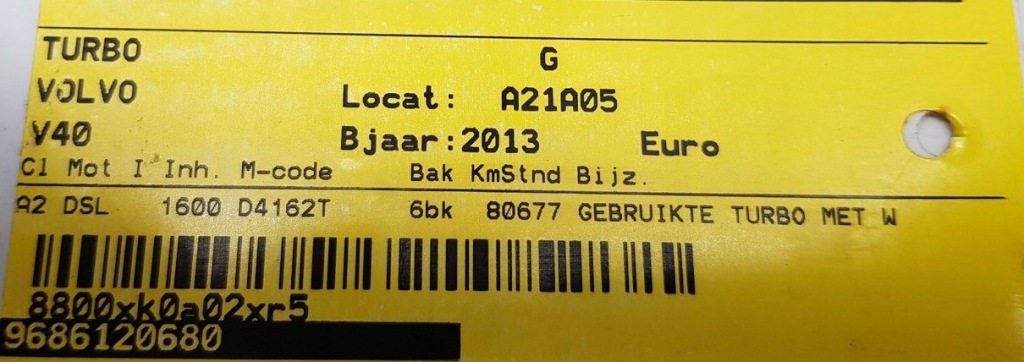 TURBO G
VOLVO Locat: A21A05
V40 Bjaar:2013 Euro
Cl Mot I Inh. M-code Bak KmStnd Bijz.
A2 DSL 1600 D4162T 6bk 80677 GEBRUIKTE TURBO MET W
8800xk0a02xr5
9686120680